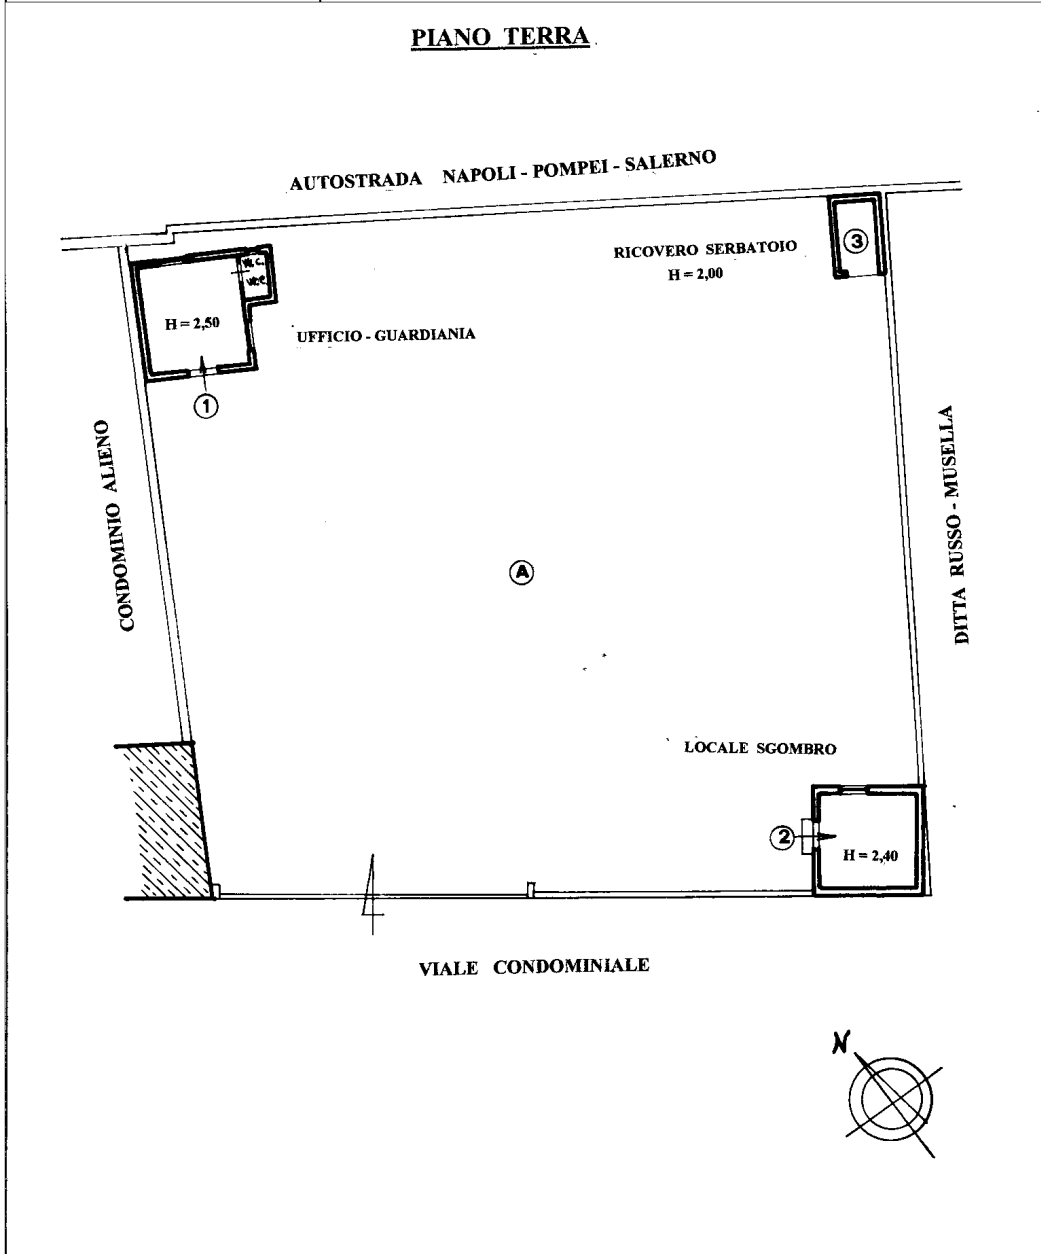 PIANO TERRA
AUTOSTRADA NAPOLI - POMPEI - SALERNO
3
RICOVERO SERBATOIO
H = 2,00
W.C.
H = 2,50
UFFICIO - GUARDIANIA
1
CONDOMINIO ALIENO
DITTA RUSSO - MUSELLA
A
LOCALE SGOMBRO
2
H = 2,40
VIALE CONDOMINIALE
N